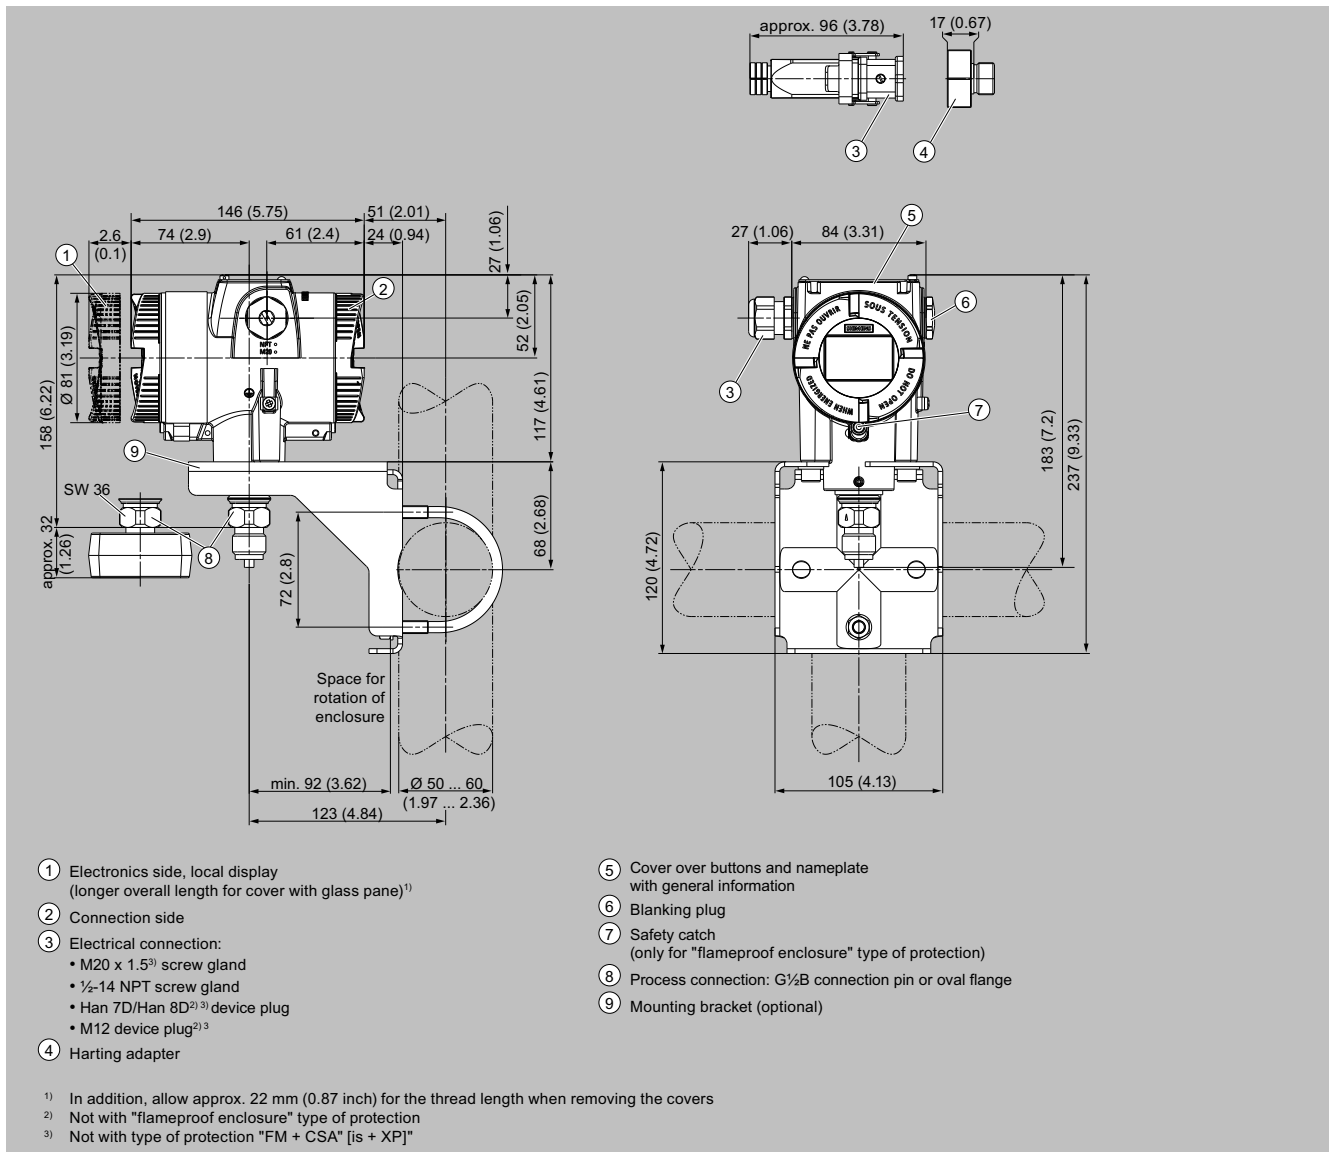 approx. 96 (3.78)
17 (0.67)
3
4
146 (5.75)
51 (2.01)
2.6
(0.1)
74 (2.9)
61 (2.4)
24 (0.94)
27 (1.06)
1
2
52 (2.05)
Ø 81 (3.19)
158 (6.22)
NPT
M20
117 (4.61)
9
SW 36
8
approx. 32
(1.26)
72 (2.8)
68 (2.68)
Space for
rotation of
enclosure
min. 92 (3.62)
Ø 50 ... 60
(1.97 ... 2.36)
123 (4.84)
5
27 (1.06)
84 (3.31)
6
NE PAS OUVRIR
SOUS TENSION
SIEMENS
WHEN ENERGIZED
DO NOT OPEN
3
7
183 (7.2)
237 (9.33)
120 (4.72)
105 (4.13)
1 Electronics side, local display
(longer overall length for cover with glass pane)1)
2 Connection side
3 Electrical connection:
• M20 x 1.53) screw gland
• ½-14 NPT screw gland
• Han 7D/Han 8D2) 3) device plug
• M12 device plug2) 3
4 Harting adapter
5 Cover over buttons and nameplate
with general information
6 Blanking plug
7 Safety catch
(only for "flameproof enclosure" type of protection)
8 Process connection: G½B connection pin or oval flange
9 Mounting bracket (optional)
1) In addition, allow approx. 22 mm (0.87 inch) for the thread length when removing the covers
2) Not with "flameproof enclosure" type of protection
3) Not with type of protection "FM + CSA" [is + XP]"